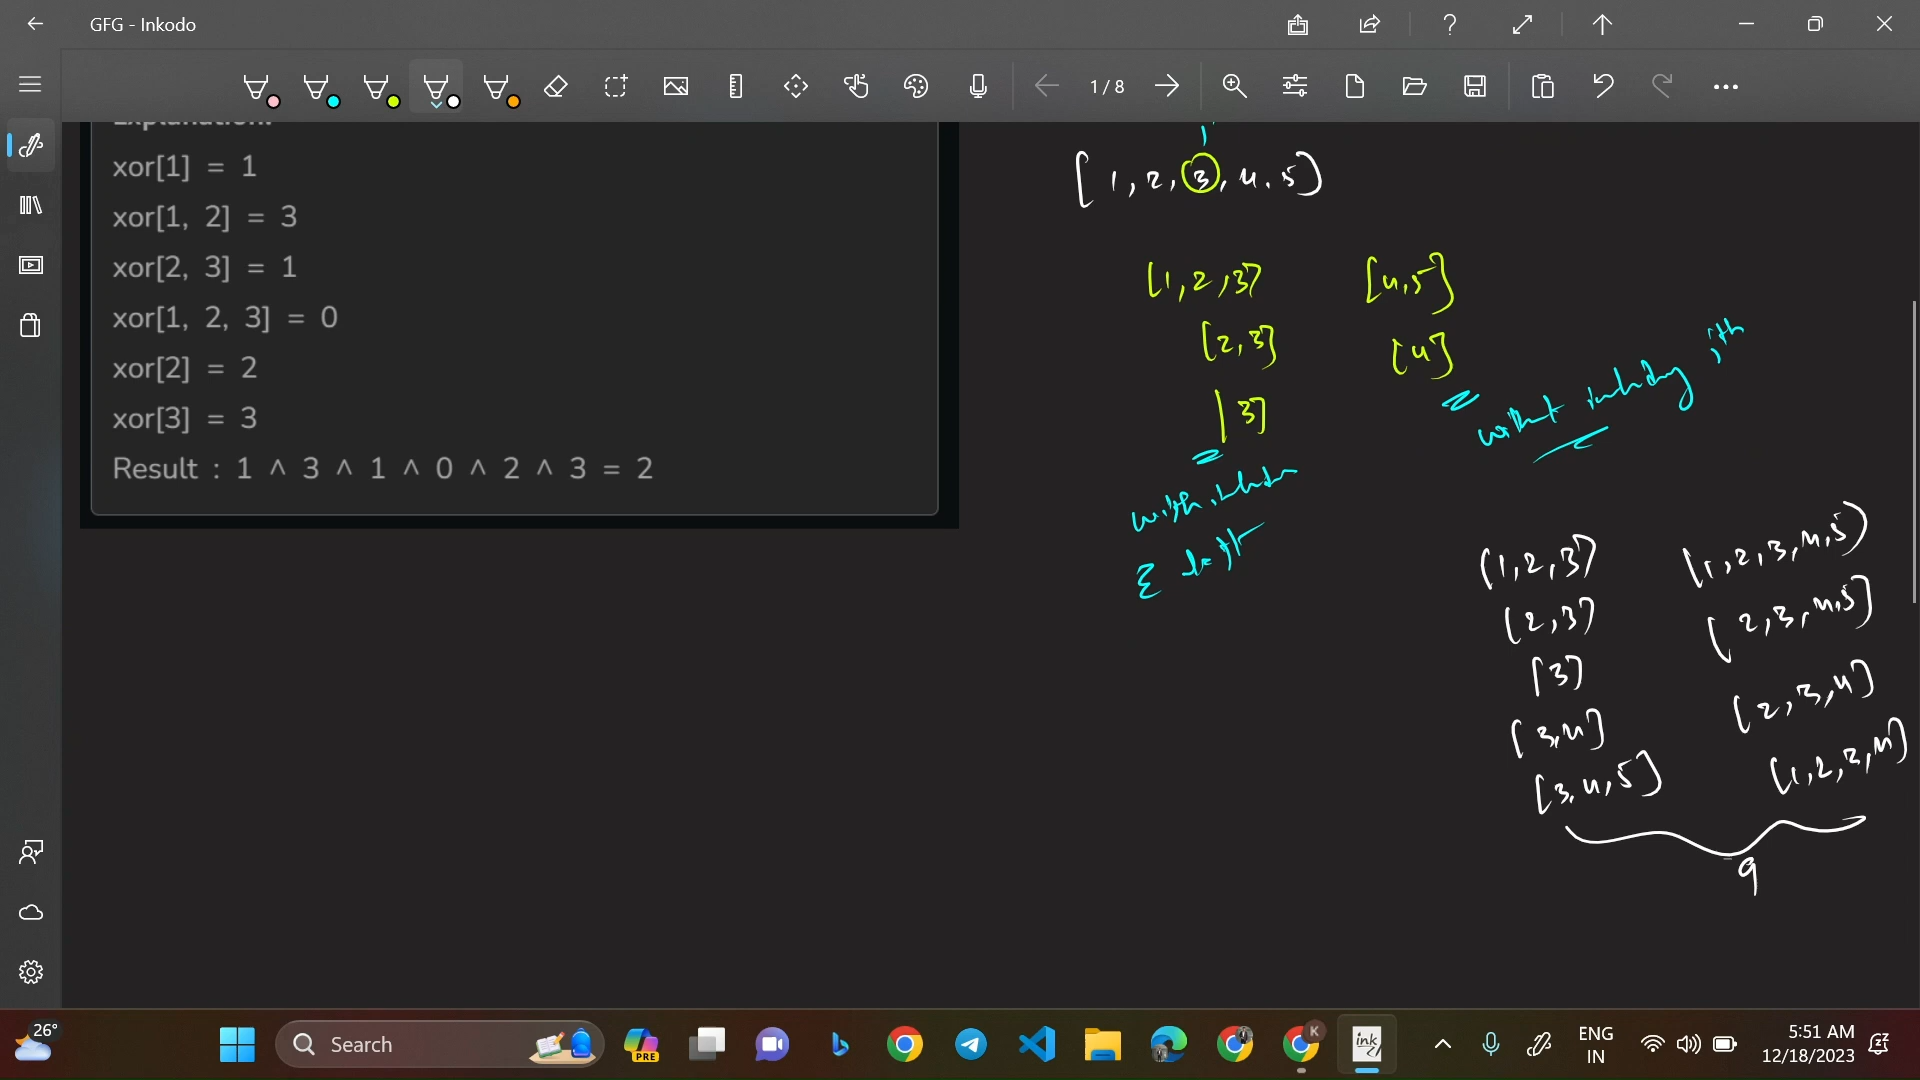 GFG - Inkodo
1 / 8
Explanation:
xor[1] = 1
xor[1, 2] = 3
xor[2, 3] = 1
xor[1, 2, 3] = 0
xor[2] = 2
xor[3] = 3
Result : 1 ^ 3 ^ 1 ^ 0 ^ 2 ^ 3 = 2
[1, 2, 3, 4, 5]
[1, 2, 3]
[2, 3]
[3]
[4, 5]
[4]
ith
[1, 2, 3]
[2, 3]
[3]
[3, 4]
[3, 4, 5]
[1, 2, 3, 4, 5]
[2, 3, 4, 5]
[2, 3, 4]
[1, 2, 3, 4]
9
26°
Search
PRE
K
ink
ENG
IN
5:51 AM
12/18/2023